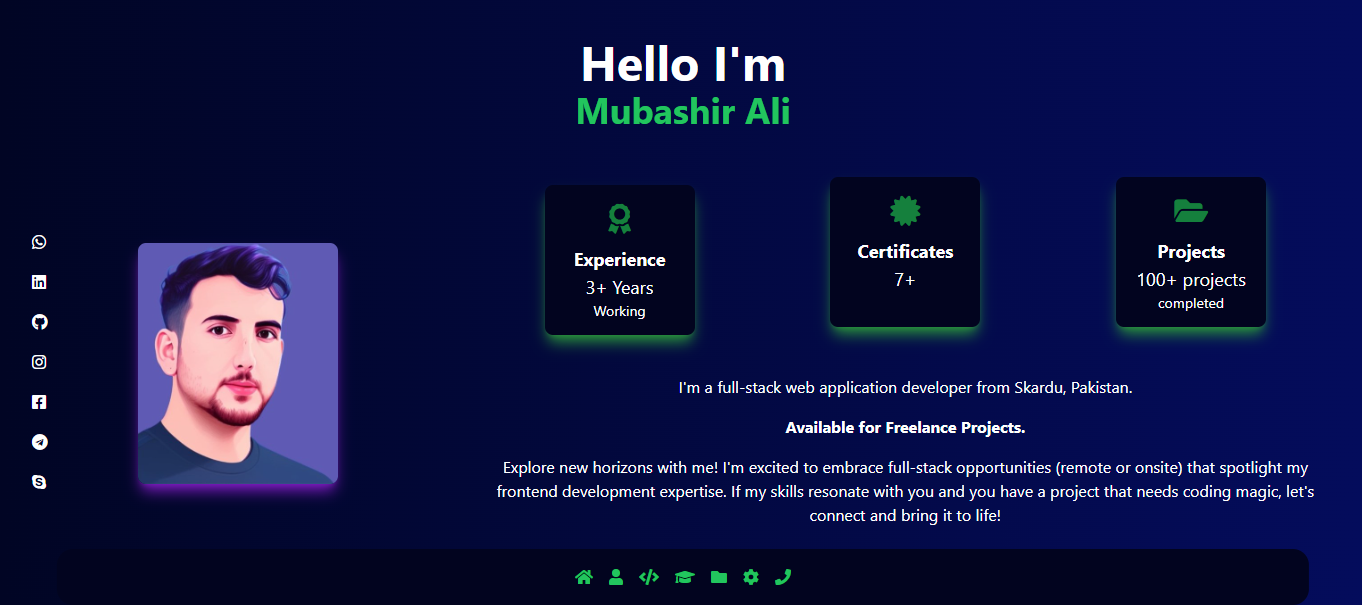 Hello I'm
Mubashir Ali
Experience
3+ Years
Working
Certificates
7+
Projects
100+ projects
completed
I'm a full-stack web application developer from Skardu, Pakistan.
Available for Freelance Projects.
Explore new horizons with me! I'm excited to embrace full-stack opportunities (remote or onsite) that spotlight my
frontend development expertise. If my skills resonate with you and you have a project that needs coding magic, let's
connect and bring it to life!